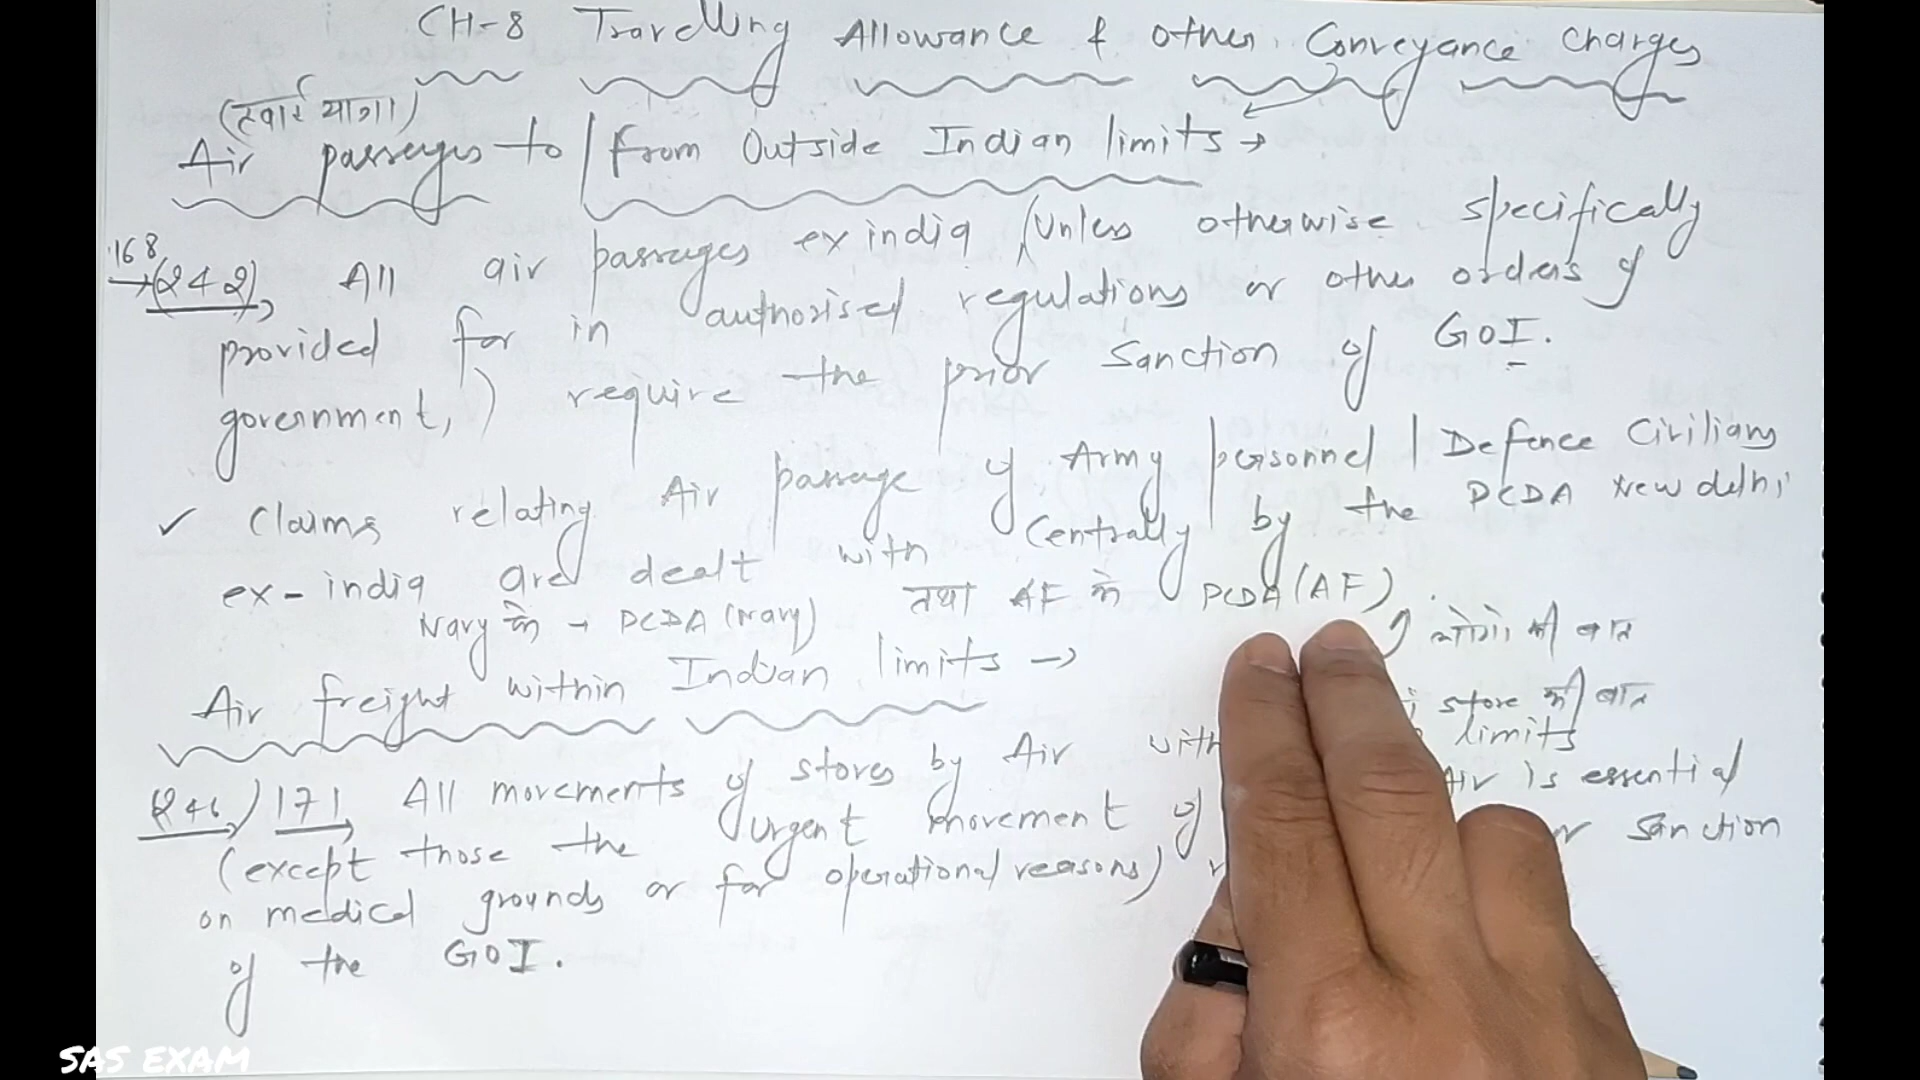 CH-8 Travelling Allowance & other Conveyance charges
(हवाई यात्रा)
Air passages to / from Outside Indian limits →
168
→(242), All air passages ex india (Unless otherwise specifically
provided for in authorised regulations or other orders of
government,) require the prior Sanction of GOI.
✓ Claims relating Air passage of Army personnel / Defence Civilians
ex-india are dealt with Centrally by the PCDA New delhi
Navy के → PCDA (Navy) तथा AF के PCDA (AF).
लोगों की बात
Air freight within Indian limits →
store की बात
(246) 171, All movements of stores by Air with limits
(except those the urgent movement of Air is essential
on medical grounds or for operational reasons) sanction
of the GOI.
SAS EXAM